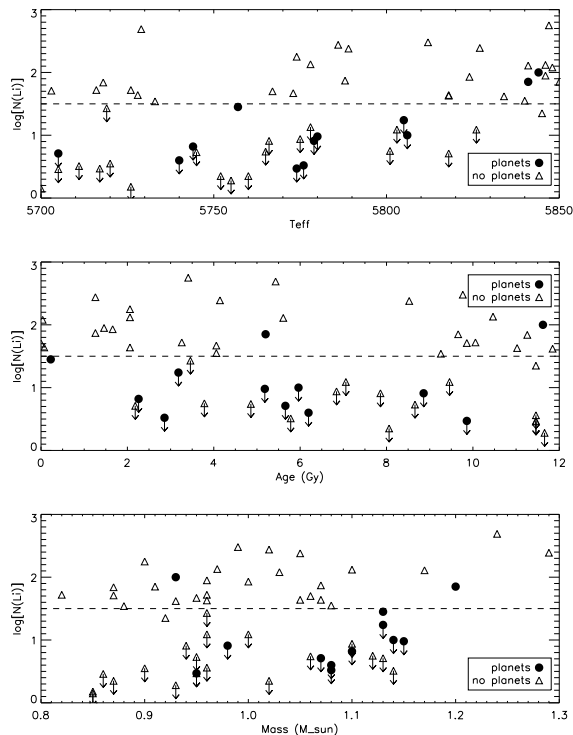 3
2
1
0
log[N(Li)]
planets
no planets
5700
5750
5800
5850
Teff
3
2
1
0
log[N(Li)]
planets
no planets
0
2
4
6
8
10
12
Age (Gy)
3
2
1
0
log[N(Li)]
planets
no planets
0.8
0.9
1.0
1.1
1.2
1.3
Mass (M_sun)